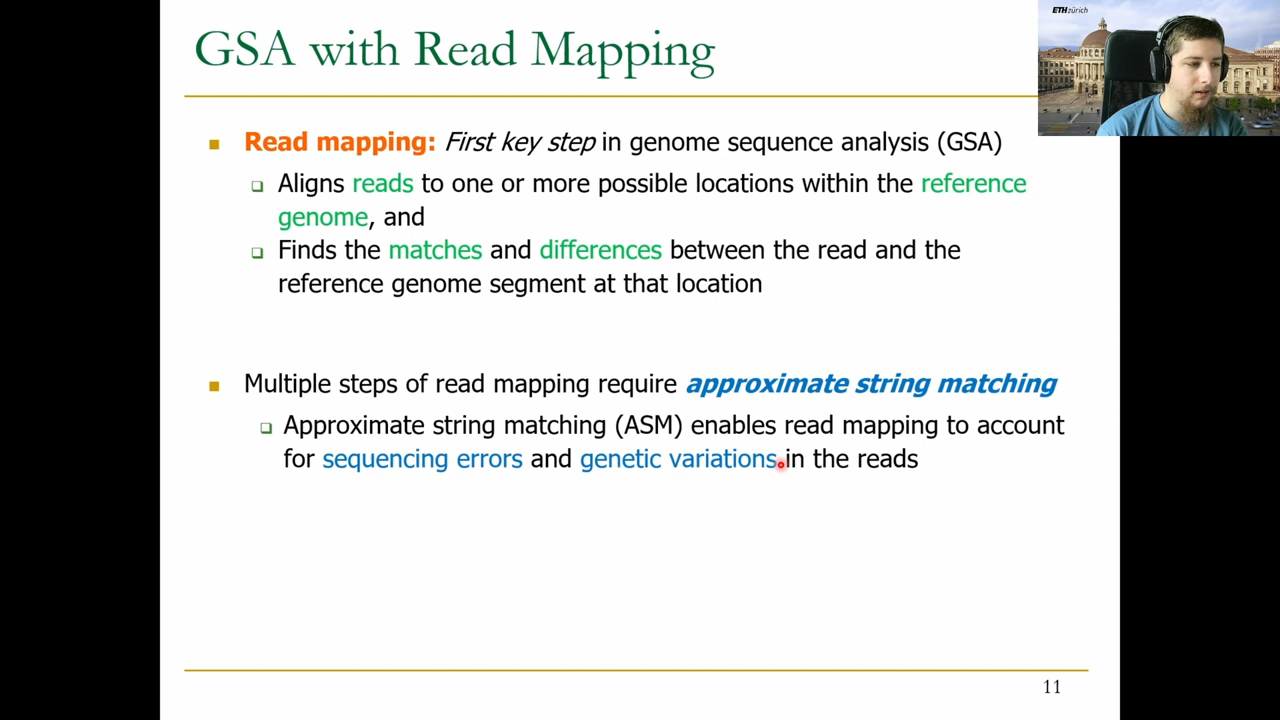 GSA with Read Mapping
ETH zürich
Read mapping: First key step in genome sequence analysis (GSA)
Aligns reads to one or more possible locations within the reference
genome, and
Finds the matches and differences between the read and the
reference genome segment at that location
Multiple steps of read mapping require approximate string matching
Approximate string matching (ASM) enables read mapping to account
for sequencing errors and genetic variations in the reads
11